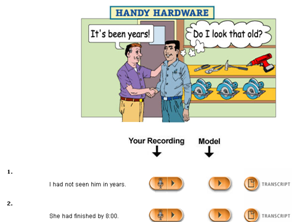 HANDY HARDWARE
It's been years!
Do I look that old?
Your Recording
Model
1.
I had not seen him in years.
TRANSCRIPT
2.
She had finished by 8:00.
TRANSCRIPT